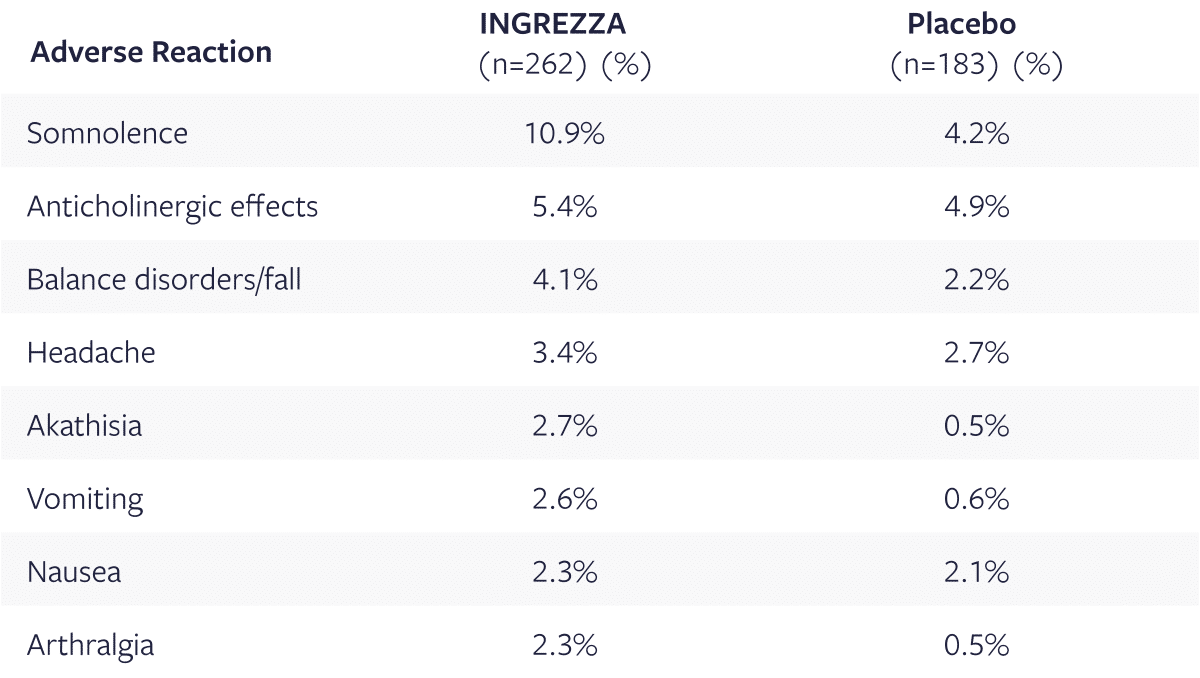 Adverse Reaction INGREZZA (n=262) (%) Placebo (n=183) (%)
Somnolence 10.9% 4.2%
Anticholinergic effects 5.4% 4.9%
Balance disorders/fall 4.1% 2.2%
Headache 3.4% 2.7%
Akathisia 2.7% 0.5%
Vomiting 2.6% 0.6%
Nausea 2.3% 2.1%
Arthralgia 2.3% 0.5%